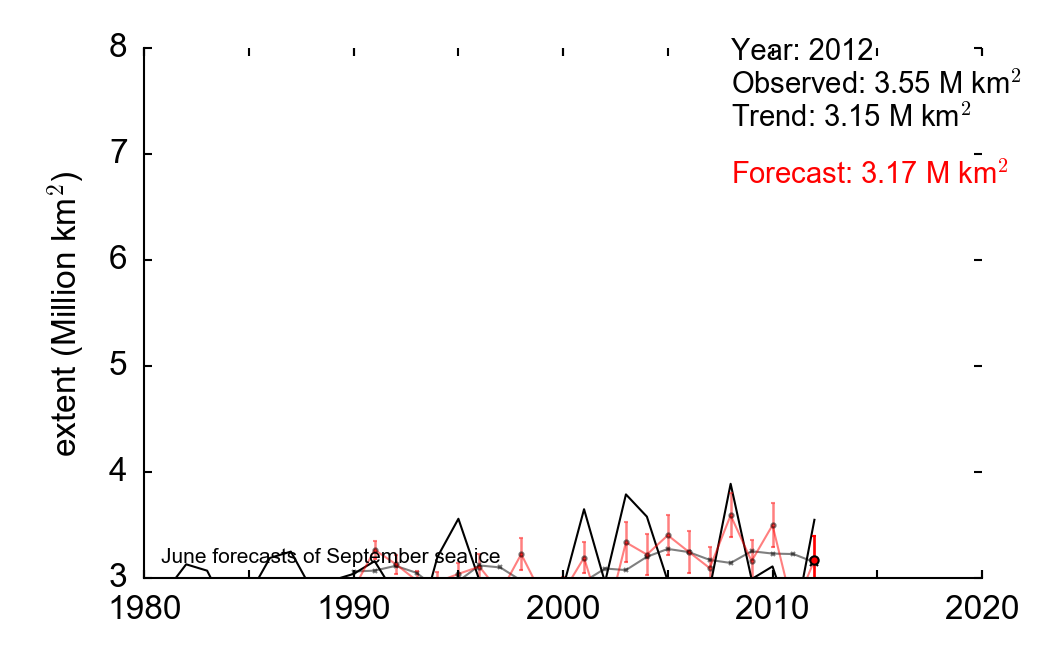 Year: 2012
Observed: 3.55 M km²
Trend: 3.15 M km²
Forecast: 3.17 M km²
extent (Million km²)
8
7
6
5
4
3
June forecasts of September sea ice
1980 1990 2000 2010 2020